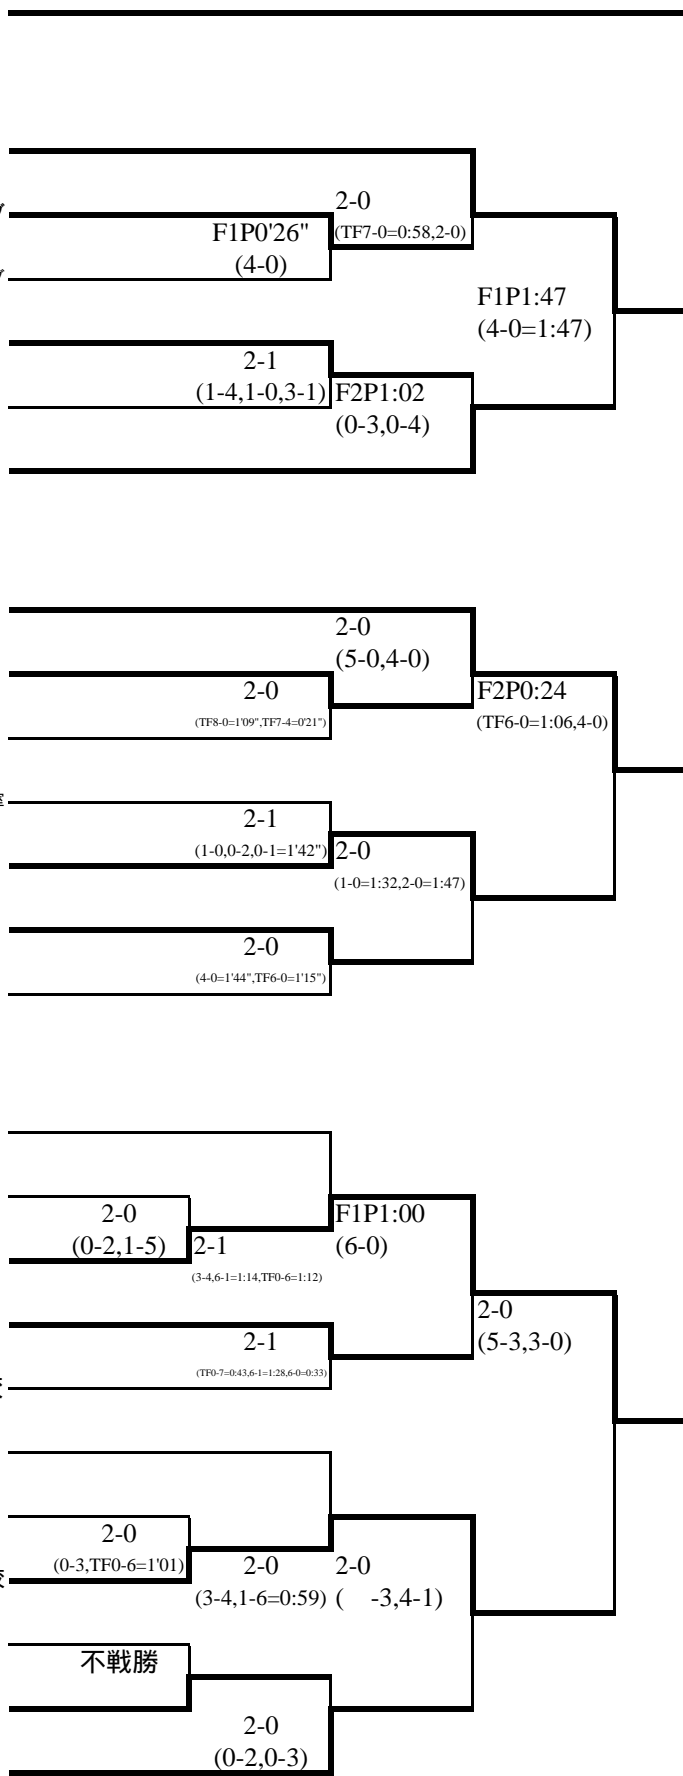 2-0
F1P0'26"
(TF7-0=0:58,2-0)
(4-0)
F1P1:47
(4-0=1:47)
2-1
(1-4,1-0,3-1)
F2P1:02
(0-3,0-4)
2-0
(5-0,4-0)
2-0
(TF8-0=1'09",TF7-4=0'21")
F2P0:24
(TF6-0=1:06,4-0)
2-1
(1-0,0-2,0-1=1'42")
2-0
(1-0=1:32,2-0=1:47)
2-0
(4-0=1'44",TF6-0=1'15")
2-0
(0-2,1-5)
2-1
(3-4,6-1=1:14,TF0-6=1:12)
F1P1:00
(6-0)
2-1
(TF0-7=0:43,6-1=1:28,6-0=0:33)
2-0
(5-3,3-0)
2-0
(0-3,TF0-6=1'01)
2-0
(3-4,1-6=0:59)
2-0
( -3,4-1)
不戦勝
2-0
(0-2,0-3)